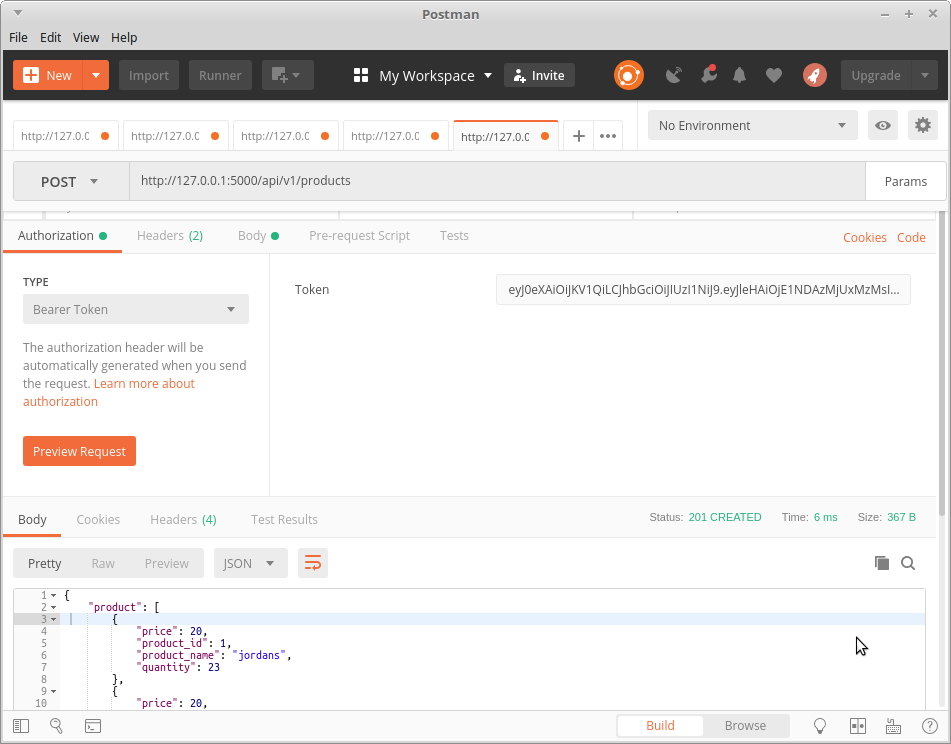 Postman
File Edit View Help
New Import Runner My Workspace Invite Upgrade
http://127.0.0 http://127.0.0 http://127.0.0 http://127.0.0 http://127.0.0 No Environment
POST http://127.0.0.1:5000/api/v1/products Params
Authorization Headers (2) Body Pre-request Script Tests Cookies Code
TYPE
Bearer Token
The authorization header will be
automatically generated when you send
the request. Learn more about
authorization
Preview Request
Token eyJ0eXAiOiJKV1QiLCJhbGciOiJIUzI1NiJ9.eyJleHAiOjE1NDAzMjUxMzMsI...
Body Cookies Headers (4) Test Results Status: 201 CREATED Time: 6 ms Size: 367 B
Pretty Raw Preview JSON
1 {
2 "product": [
3 {
4 "price": 20,
5 "product_id": 1,
6 "product_name": "jordans",
7 "quantity": 23
8 },
9 {
10 "price": 20,
Build Browse